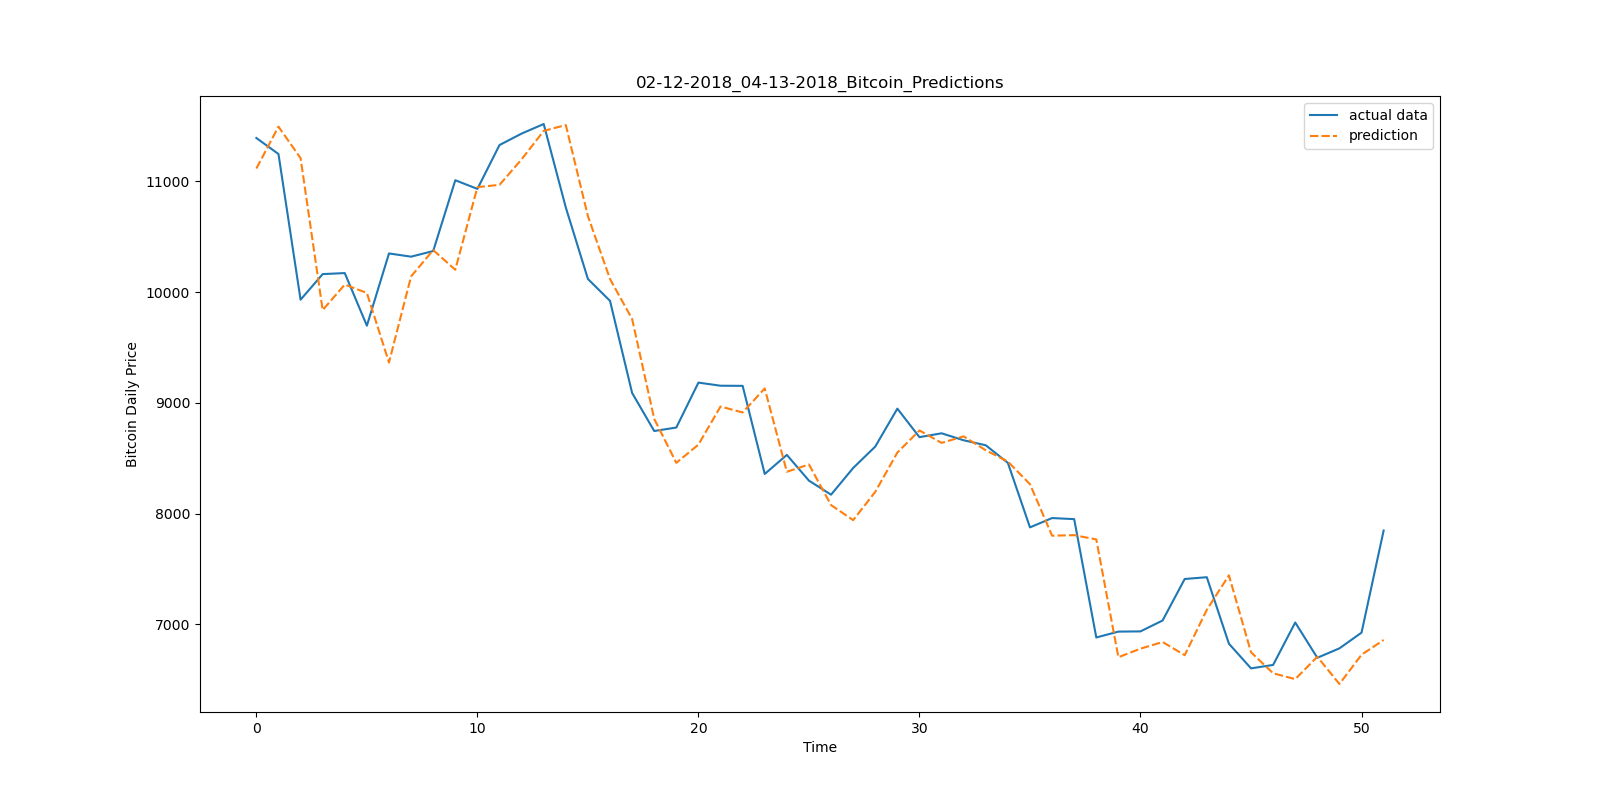 02-12-2018_04-13-2018_Bitcoin_Predictions
actual data
prediction
11000
10000
9000
8000
7000
Bitcoin Daily Price
0
10
20
30
40
50
Time